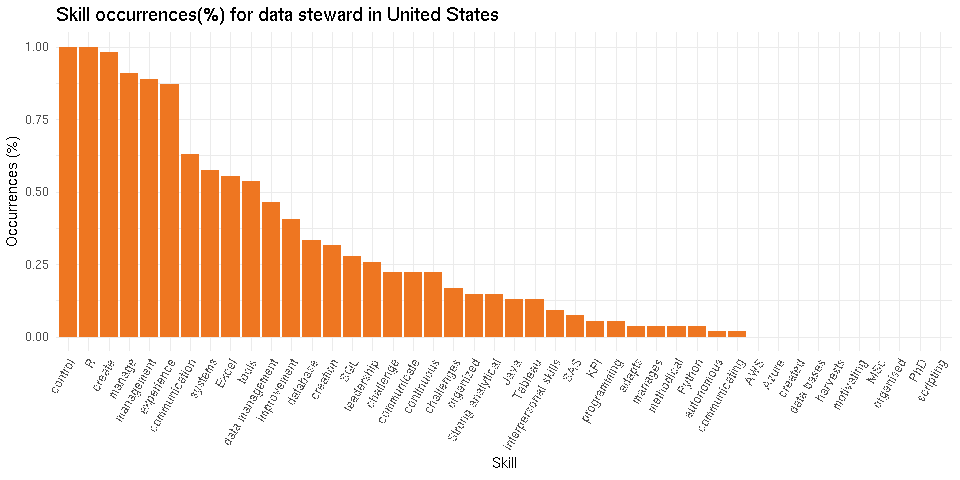 Skill occurrences(%) for data steward in United States
Occurrences (%)
1.00
0.75
0.50
0.25
0.00
control
R
create
manage
management
experience
communication
systems
Excel
tools
data management
improvement
database
creation
SQL
leadership
challenge
communicate
continuous
challenges
organized
Strong analytical
Java
Tableau
interpersonal skills
SAS
KPI
programming
adapts
manages
methodical
Python
autonomous
communicating
AWS
Azure
created
data bases
harvests
motivating
MSc
organised
PhD
scripting
Skill